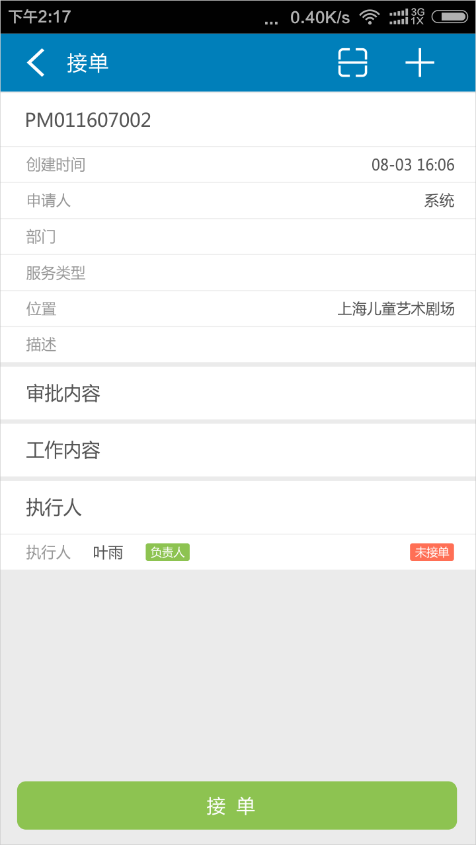 下午2:17 ... 0.40K/s 3G 1X
接单
PM011607002
创建时间 08-03 16:06
申请人 系统
部门
服务类型
位置 上海儿童艺术剧场
描述
审批内容
工作内容
执行人
执行人 叶雨 负责人 未接单
接 单